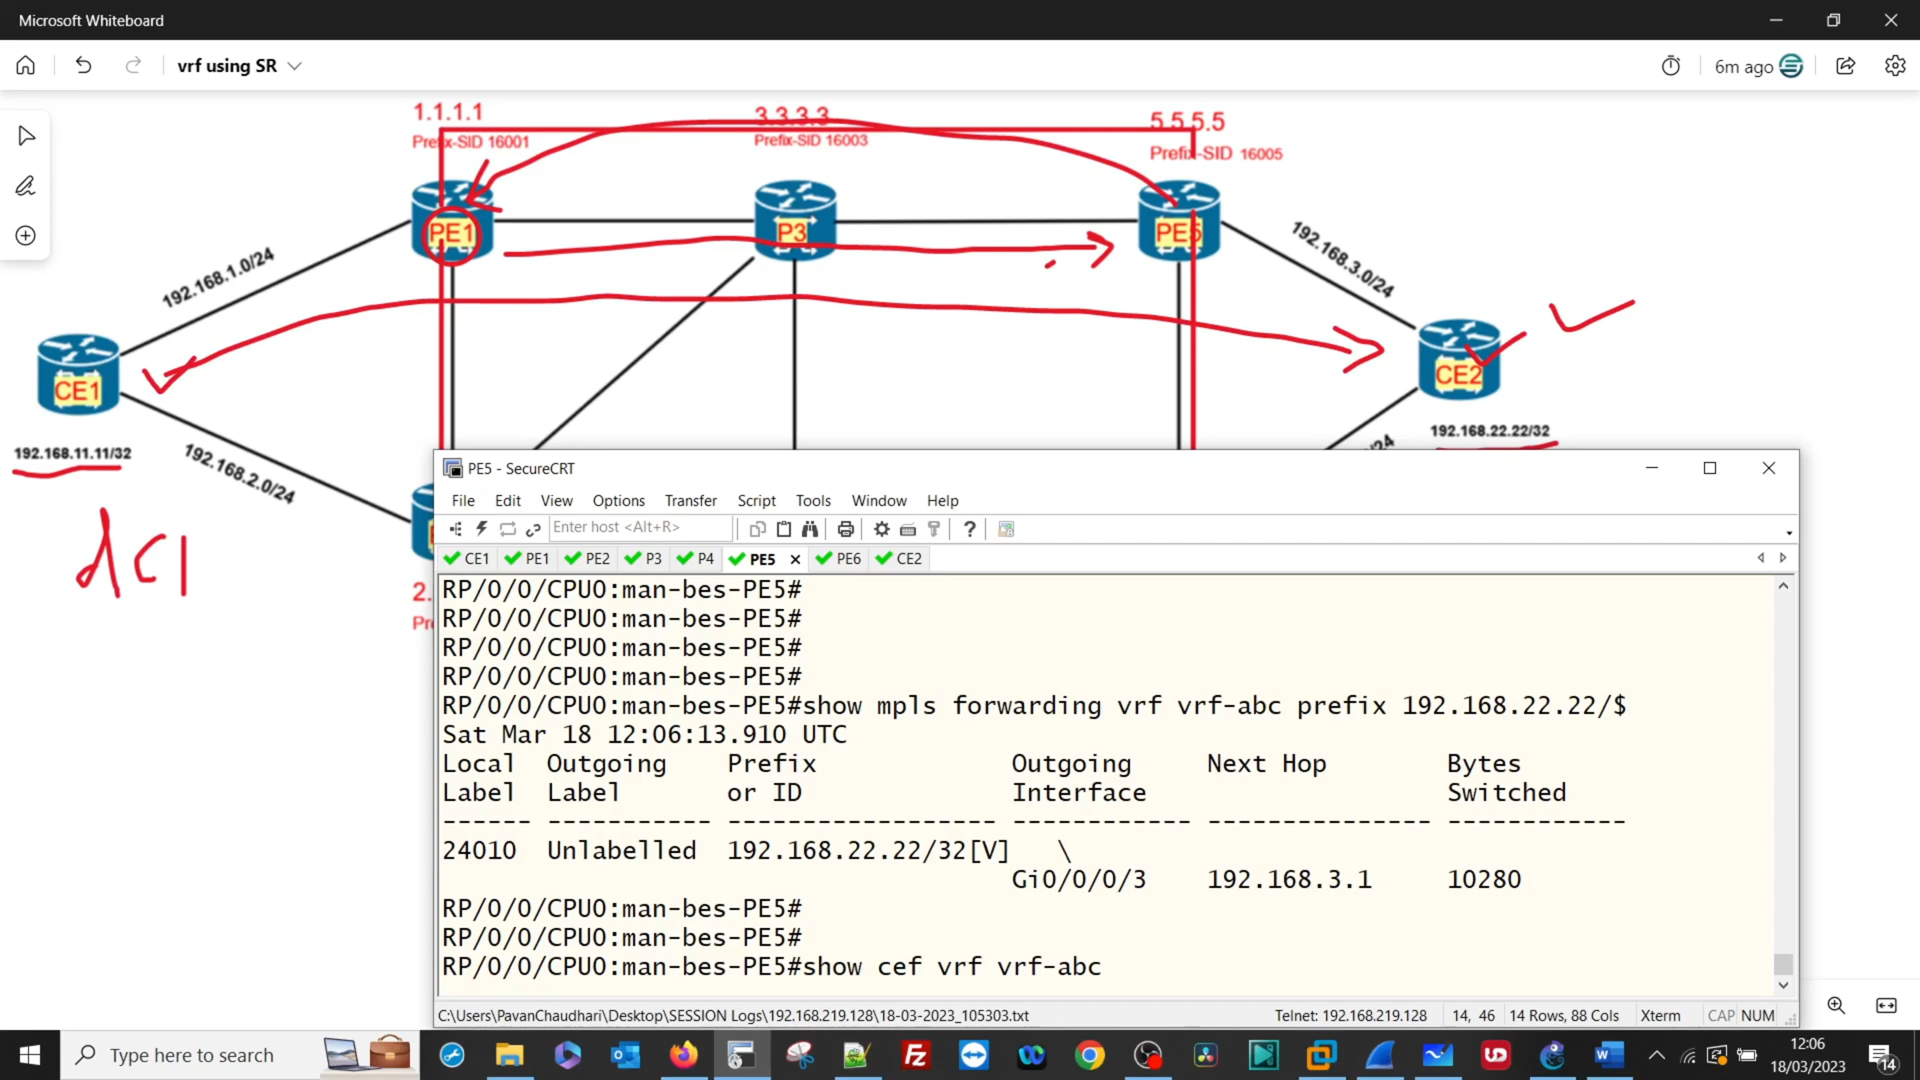 Microsoft Whiteboard
vrf using SR
6m ago
1.1.1.1
Prefix-SID 16001
3.3.3.3
Prefix-SID 16003
5.5.5.5
Prefix-SID 16005
PE1
P3
PE5
192.168.1.0/24
192.168.3.0/24
CE1
CE2
192.168.11.11/32
192.168.22.22/32
192.168.2.0/24
/24
2.
Pr
PE5 - SecureCRT
File Edit View Options Transfer Script Tools Window Help
Enter host <Alt+R>
CE1 PE1 PE2 P3 P4 PE5 PE6 CE2
RP/0/0/CPU0:man-bes-PE5#
RP/0/0/CPU0:man-bes-PE5#
RP/0/0/CPU0:man-bes-PE5#
RP/0/0/CPU0:man-bes-PE5#
RP/0/0/CPU0:man-bes-PE5#show mpls forwarding vrf vrf-abc prefix 192.168.22.22/$
Sat Mar 18 12:06:13.910 UTC
Local Outgoing Prefix Outgoing Next Hop Bytes
Label Label or ID Interface Switched
------ ----------- ------------------ ------------ --------------- ------------
24010 Unlabelled 192.168.22.22/32[V] \
Gi0/0/0/3 192.168.3.1 10280
RP/0/0/CPU0:man-bes-PE5#
RP/0/0/CPU0:man-bes-PE5#
RP/0/0/CPU0:man-bes-PE5#show cef vrf vrf-abc
C:\Users\PavanChaudhari\Desktop\SESSION Logs\192.168.219.128\18-03-2023_105303.txt Telnet: 192.168.219.128 14, 46 14 Rows, 88 Cols Xterm CAP NUM
Type here to search
12:06
18/03/2023
14